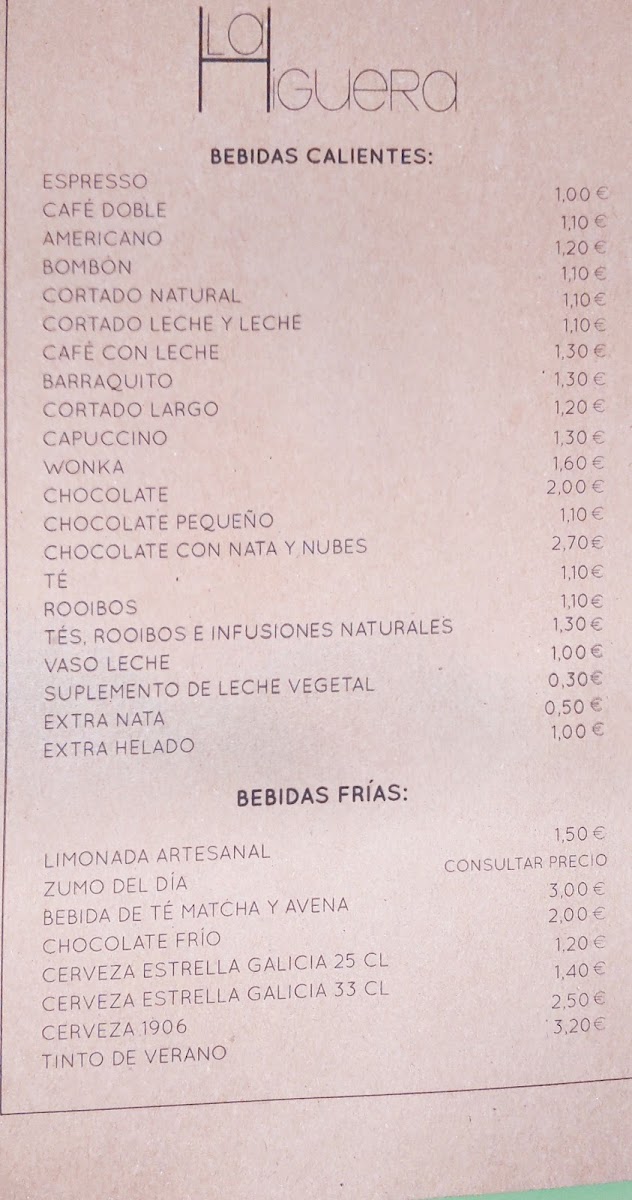 La Higuera
BEBIDAS CALIENTES:
ESPRESSO 1,00 €
CAFÉ DOBLE 1,10 €
AMERICANO 1,20 €
BOMBÓN 1,10 €
CORTADO NATURAL 1,10 €
CORTADO LECHE Y LECHE 1,10 €
CAFÉ CON LECHE 1,30 €
BARRAQUITO 1,30 €
CORTADO LARGO 1,20 €
CAPUCCINO 1,30 €
WONKA 1,60 €
CHOCOLATE 2,00 €
CHOCOLATE PEQUEÑO 1,10 €
CHOCOLATE CON NATA Y NUBES 2,70 €
TÉ 1,10 €
ROOIBOS 1,10 €
TÉS, ROOIBOS E INFUSIONES NATURALES 1,30 €
VASO LECHE 1,00 €
SUPLEMENTO DE LECHE VEGETAL 0,30 €
EXTRA NATA 0,50 €
EXTRA HELADO 1,00 €
BEBIDAS FRÍAS:
LIMONADA ARTESANAL 1,50 €
ZUMO DEL DÍA CONSULTAR PRECIO
BEBIDA DE TÉ MATCHA Y AVENA 3,00 €
CHOCOLATE FRÍO 2,00 €
CERVEZA ESTRELLA GALICIA 25 CL 1,20 €
CERVEZA ESTRELLA GALICIA 33 CL 1,40 €
CERVEZA 1906 2,50 €
TINTO DE VERANO 3,20 €